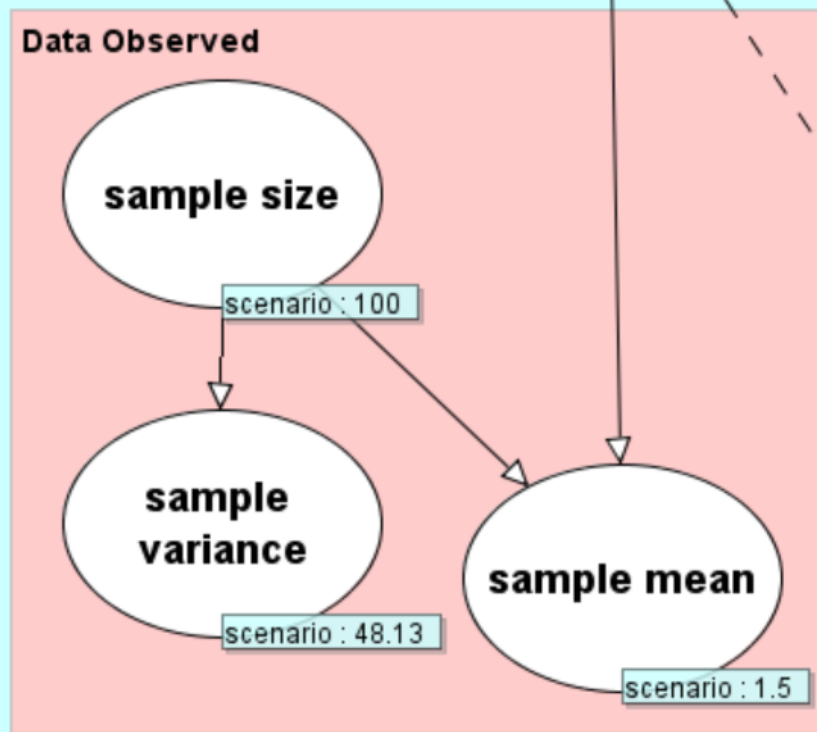 Data Observed
sample size
scenario : 100
sample
variance
scenario : 48.13
sample mean
scenario : 1.5